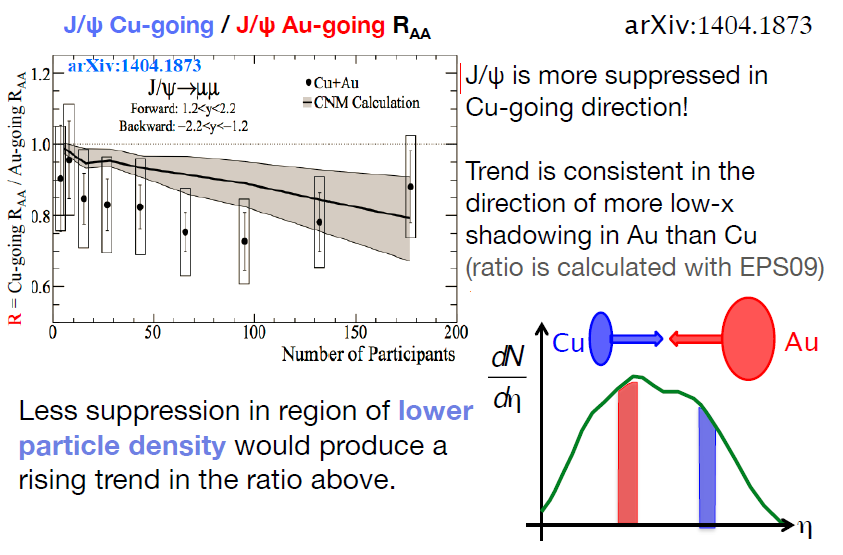 J/ψ Cu-going / J/ψ Au-going RAA
arXiv:1404.1873
arXiv:1404.1873
J/ψ→μμ
Forward: 1.2<y<2.2
Backward: −2.2<y<−1.2
Cu+Au
CNM Calculation
R = Cu-going RAA / Au-going RAA
1.2
1.0
0.8
0.6
0 50 100 150 200
Number of Participants
J/ψ is more suppressed in
Cu-going direction!
Trend is consistent in the
direction of more low-x
shadowing in Au than Cu
(ratio is calculated with EPS09)
Cu
Au
dN
dη
η
Less suppression in region of lower
particle density would produce a
rising trend in the ratio above.